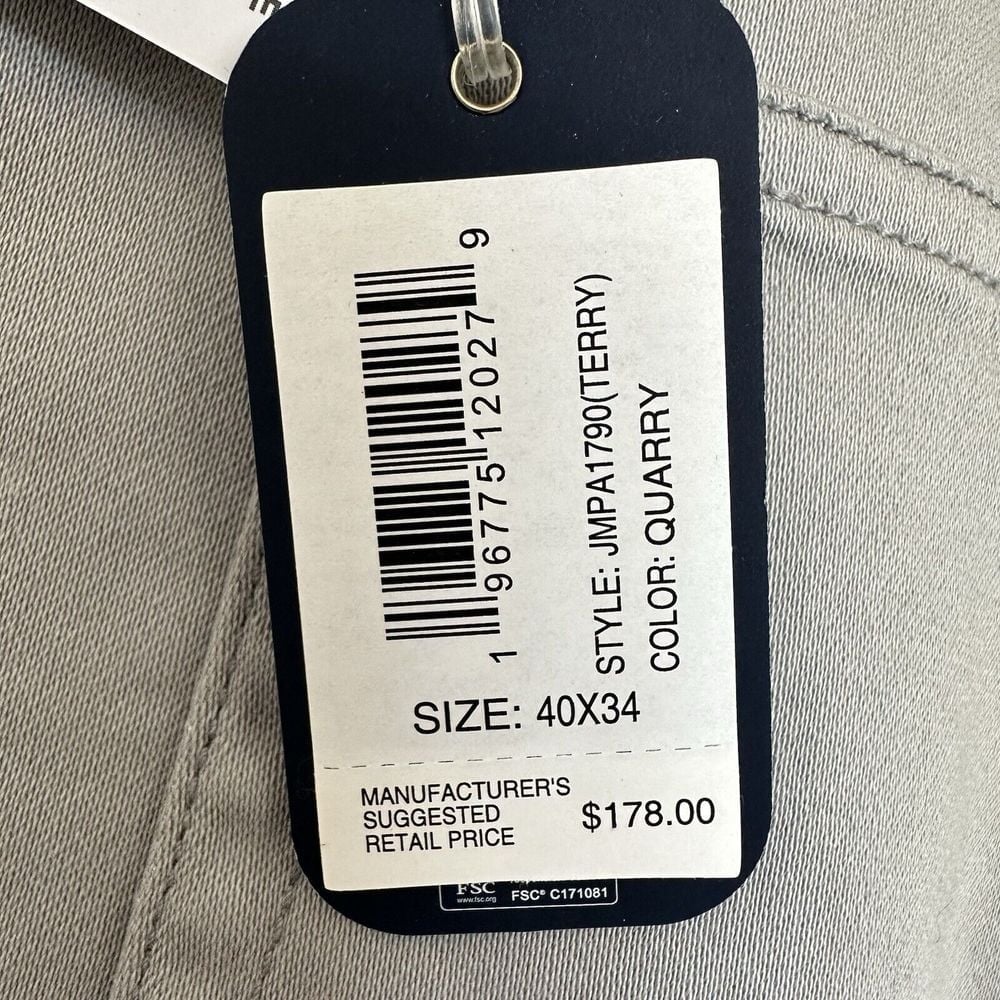 1 96775 12027 9
STYLE: JMPA1790(TERRY)
COLOR: QUARRY
SIZE: 40X34
MANUFACTURER'S
SUGGESTED
RETAIL PRICE
$178.00
FSC
www.fsc.org
FSC® C171081